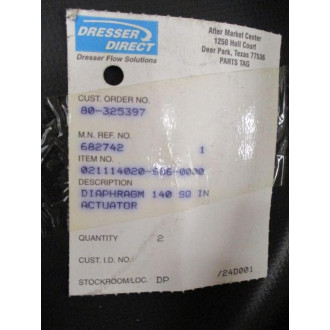 DRESSER
DIRECT
Dresser Flow Solutions
After Market Center
1250 Hall Court
Deer Park, Texas 77536
PARTS TAG
CUST. ORDER NO.
80-325397
M.N. REF. NO.
682742 1
ITEM NO.
021114020-686-0000
DESCRIPTION
DIAPHRAGM 140 SQ IN
ACTUATOR
QUANTITY 2
CUST. I.D. NO.
/24D001
STOCKROOM/LOC. DP